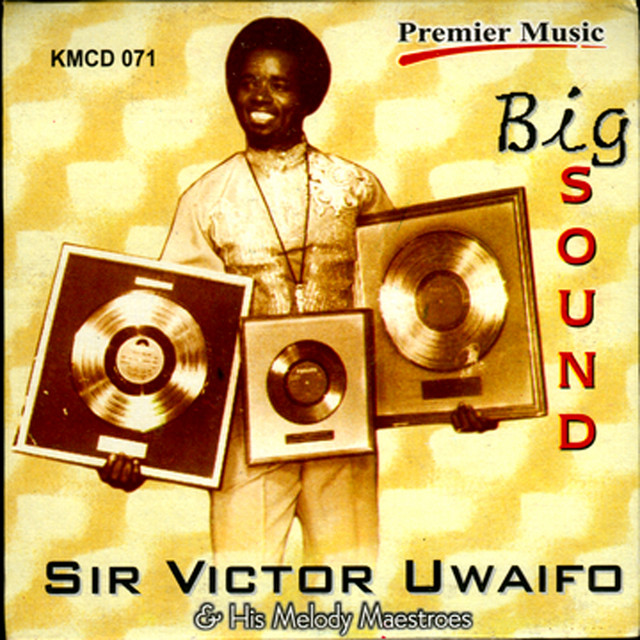 Premier Music
KMCD 071
Big
SOUND
SIR VICTOR UWAIFO
& His Melody Maestroes